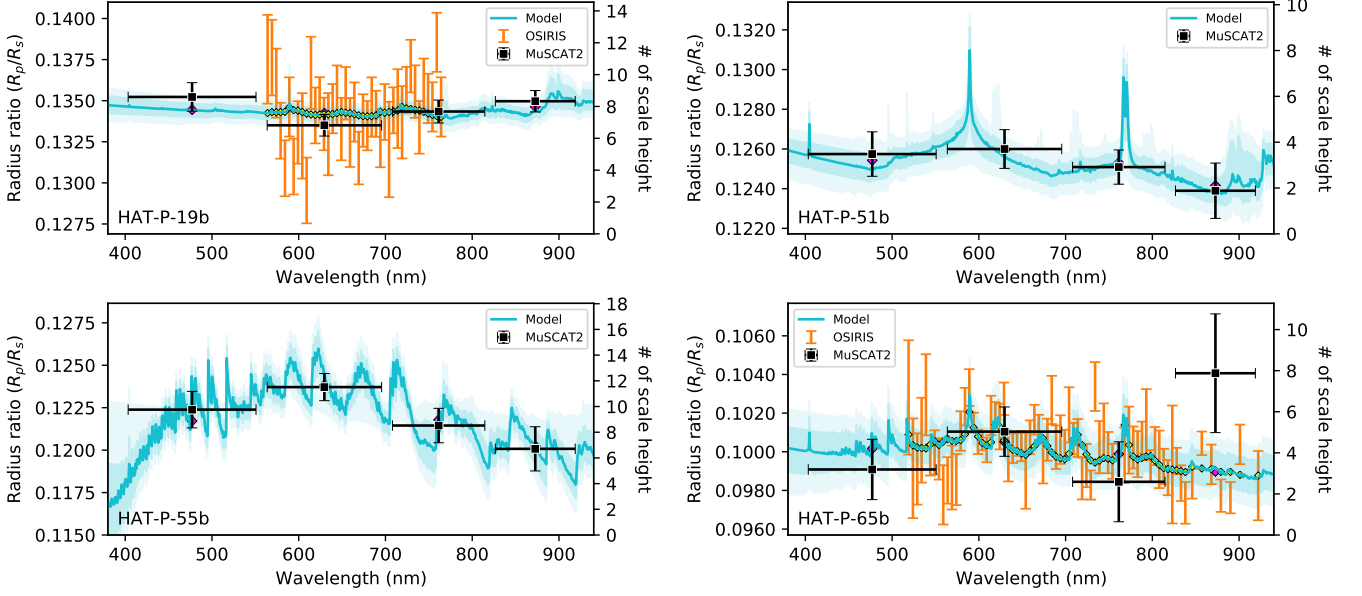 0.1400
0.1375
0.1350
0.1325
0.1300
0.1275
Radius ratio (Rp/Rs)
Model
OSIRIS
MuSCAT2
HAT-P-19b
14
12
10
8
6
4
2
0
# of scale height
400 500 600 700 800 900
Wavelength (nm)
0.1320
0.1300
0.1280
0.1260
0.1240
0.1220
Radius ratio (Rp/Rs)
Model
MuSCAT2
HAT-P-51b
10
8
6
4
2
0
# of scale height
400 500 600 700 800 900
Wavelength (nm)
0.1275
0.1250
0.1225
0.1200
0.1175
0.1150
Radius ratio (Rp/Rs)
Model
MuSCAT2
HAT-P-55b
18
16
14
12
10
8
6
4
2
0
# of scale height
400 500 600 700 800 900
Wavelength (nm)
0.1060
0.1040
0.1020
0.1000
0.0980
0.0960
Radius ratio (Rp/Rs)
Model
OSIRIS
MuSCAT2
HAT-P-65b
10
8
6
4
2
0
# of scale height
400 500 600 700 800 900
Wavelength (nm)